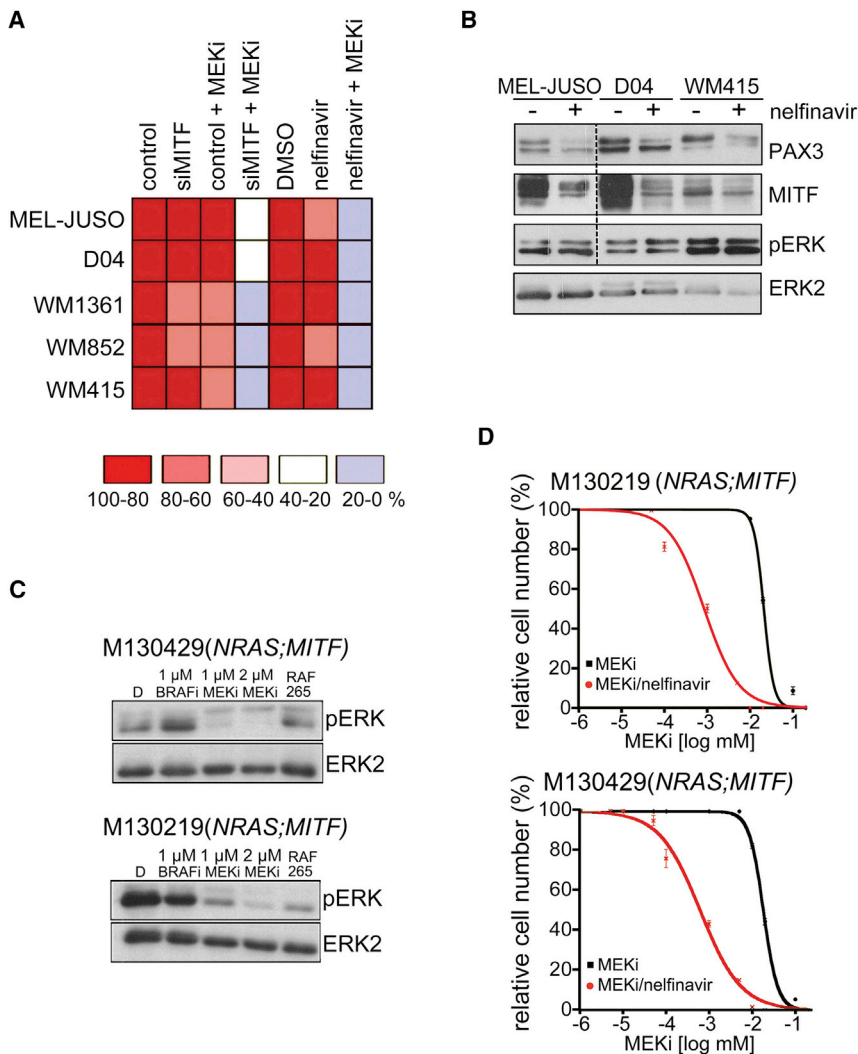 A
control
siMITF
control + MEKi
siMITF + MEKi
DMSO
nelfinavir
nelfinavir + MEKi
MEL-JUSO
D04
WM1361
WM852
WM415
100-80 80-60 60-40 40-20 20-0 %
B
MEL-JUSO D04 WM415
- + - + - + nelfinavir
PAX3
MITF
pERK
ERK2
C
M130429(NRAS;MITF)
D 1 µM BRAFi 1 µM MEKi 2 µM MEKi RAF 265
pERK
ERK2
M130219(NRAS;MITF)
D 1 µM BRAFi 1 µM MEKi 2 µM MEKi RAF 265
pERK
ERK2
D
M130219 (NRAS;MITF)
relative cell number (%)
100
80
60
40
20
0
MEKi
MEKi/nelfinavir
-6 -5 -4 -3 -2 -1
MEKi [log mM]
M130429(NRAS;MITF)
relative cell number (%)
100
80
60
40
20
0
MEKi
MEKi/nelfinavir
-6 -5 -4 -3 -2 -1
MEKi [log mM]